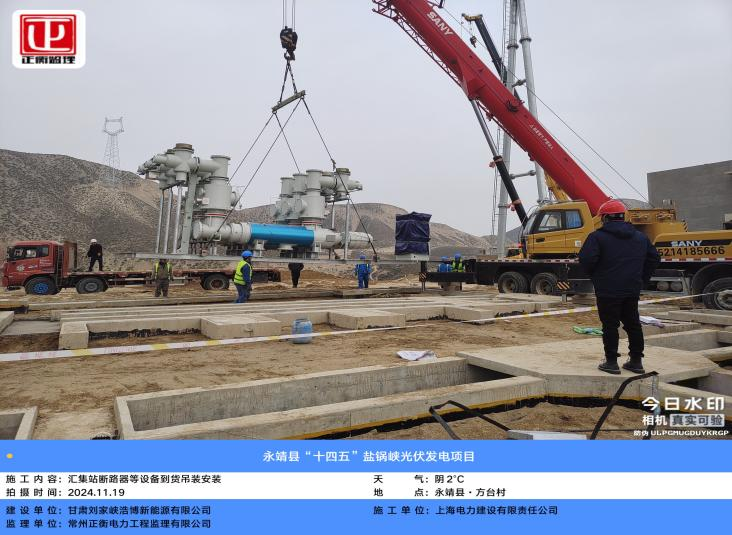 正衡监理
SANY
SANY
15214185666
今日水印
相机 真实可验
防伪 ULPGMUGDUYKRGP
永靖县“十四五”盐锅峡光伏发电项目
施工内容：汇集站断路器等设备到货吊装安装
天 气：阴 2℃
拍摄时间：2024.11.19
地 点：永靖县·方台村
建设单位：甘肃刘家峡浩博新能源有限公司
施工单位：上海电力建设有限责任公司
监理单位：常州正衡电力工程监理有限公司